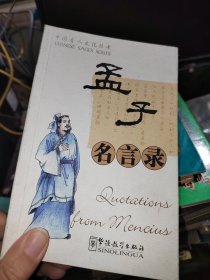 中国圣人文化丛书
CHINESE SAGES SERIES
孟子
名言录
Quotations
from Mencius
华语教学出版社
SINOLINGUA